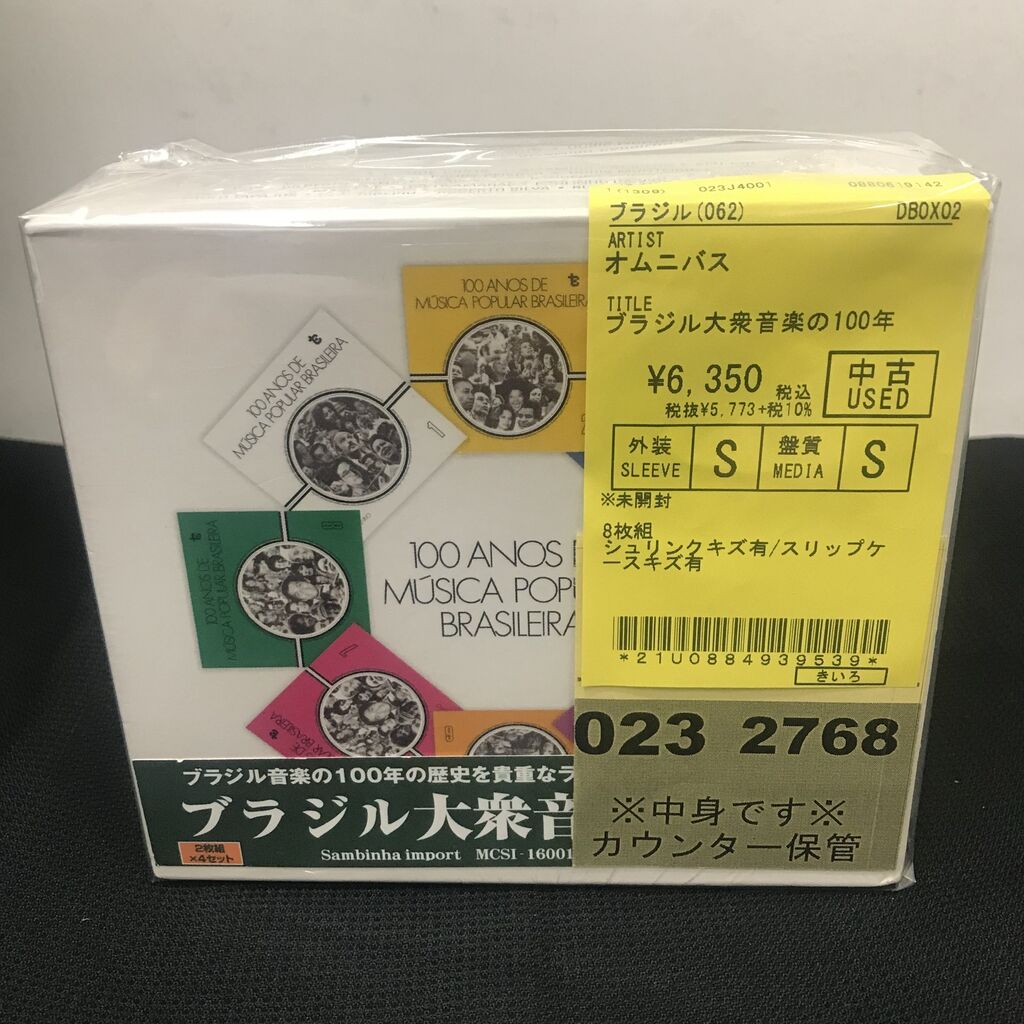 023J4001
0880619142
ブラジル(062) DBOX02
ARTIST
オムニバス
TITLE
ブラジル大衆音楽の100年
¥6,350 税込
税抜¥5,773+税10%
中古
USED
外装
SLEEVE
S
盤質
MEDIA
S
※未開封
8枚組
シュリンクキズ有/スリップケ
ースキズ有
*21U0884939539*
きいろ
023 2768
※中身です※
カウンター保管
100 ANOS DE
MÚSICA POPULAR BRASILEIRA
100 ANOS DE
MÚSICA POPULAR BRASILEIRA
1
100 ANOS DE
MÚSICA POPULAR BRASILEIRA
100 ANOS
MÚSICA POP
BRASILEIRA
ブラジル音楽の100年の歴史を貴重なラ
ブラジル大衆音
2枚組
×4セット
Sambinha import MCSI-16001